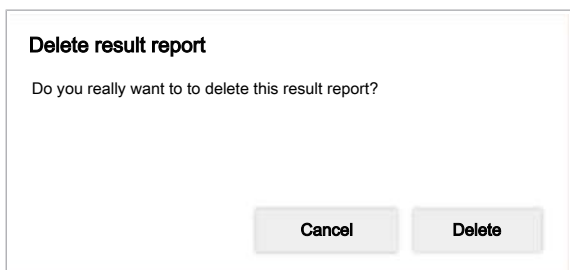 Delete result report
Do you really want to to delete this result report?
Cancel Delete